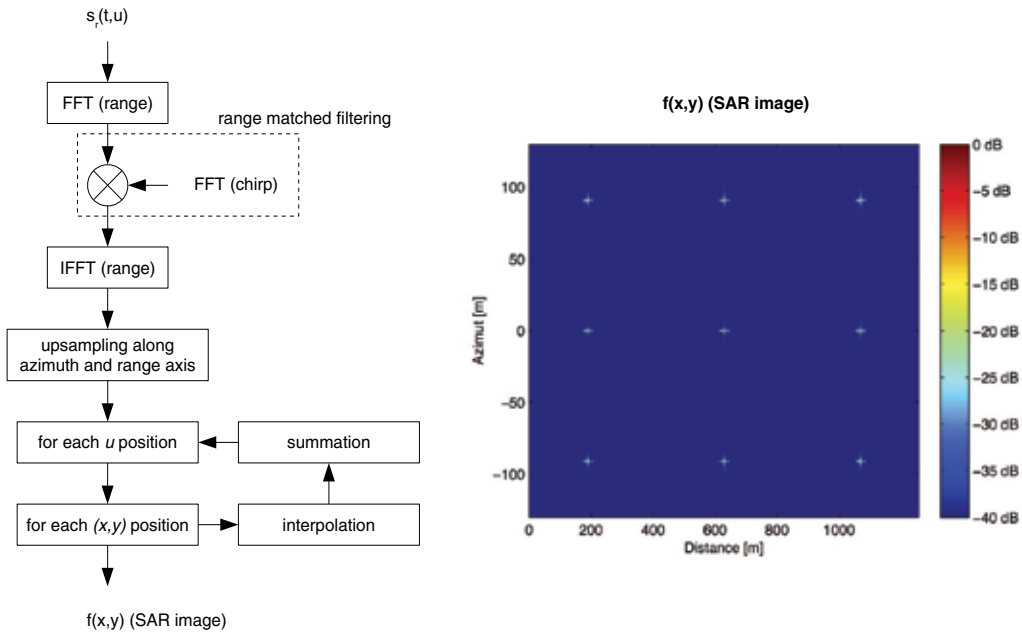 s_r(t,u)
FFT (range)
range matched filtering
FFT (chirp)
IFFT (range)
upsampling along
azimuth and range axis
for each u position
summation
for each (x,y) position
interpolation
f(x,y) (SAR image)
f(x,y) (SAR image)
Azimut [m]
100
50
0
−50
−100
0
200
400
600
800
1000
Distance [m]
0 dB
−5 dB
−10 dB
−15 dB
−20 dB
−25 dB
−30 dB
−35 dB
−40 dB